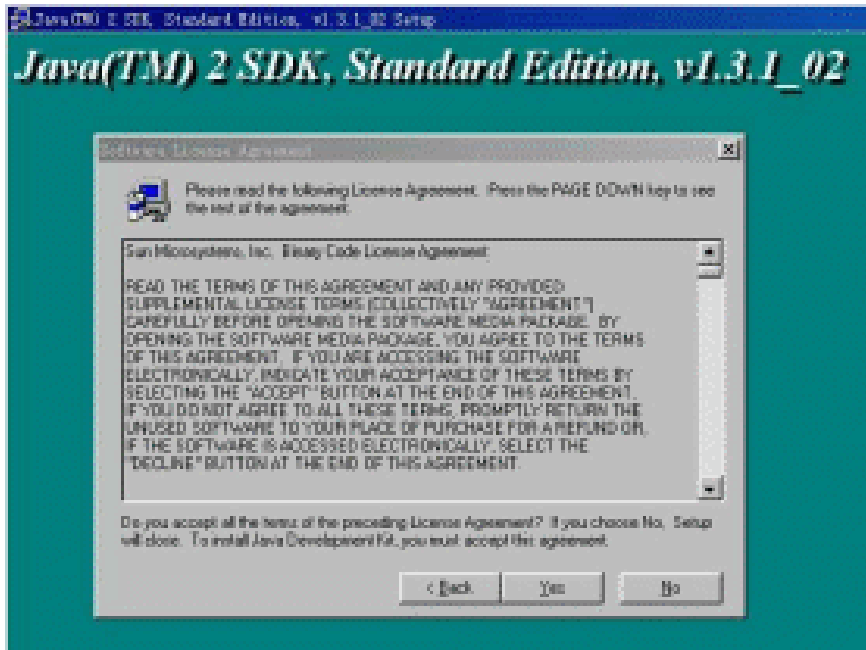 Java(TM) 2 SDK, Standard Edition, v1.3.1_02 Setup
Java(TM) 2 SDK, Standard Edition, v1.3.1_02
Software License Agreement
Please read the following License Agreement. Press the PAGE DOWN key to see
the rest of the agreement.
Sun Microsystems, Inc. Binary Code License Agreement
READ THE TERMS OF THIS AGREEMENT AND ANY PROVIDED
SUPPLEMENTAL LICENSE TERMS (COLLECTIVELY "AGREEMENT")
CAREFULLY BEFORE OPENING THE SOFTWARE MEDIA PACKAGE. BY
OPENING THE SOFTWARE MEDIA PACKAGE, YOU AGREE TO THE TERMS
OF THIS AGREEMENT. IF YOU ARE ACCESSING THE SOFTWARE
ELECTRONICALLY, INDICATE YOUR ACCEPTANCE OF THESE TERMS BY
SELECTING THE "ACCEPT" BUTTON AT THE END OF THIS AGREEMENT.
IF YOU DO NOT AGREE TO ALL THESE TERMS, PROMPTLY RETURN THE
UNUSED SOFTWARE TO YOUR PLACE OF PURCHASE FOR A REFUND OR,
IF THE SOFTWARE IS ACCESSED ELECTRONICALLY, SELECT THE
"DECLINE" BUTTON AT THE END OF THIS AGREEMENT.
Do you accept all the terms of the preceding License Agreement? If you choose No, Setup
will close. To install Java Development Kit, you must accept this agreement.
< Back
Yes
No